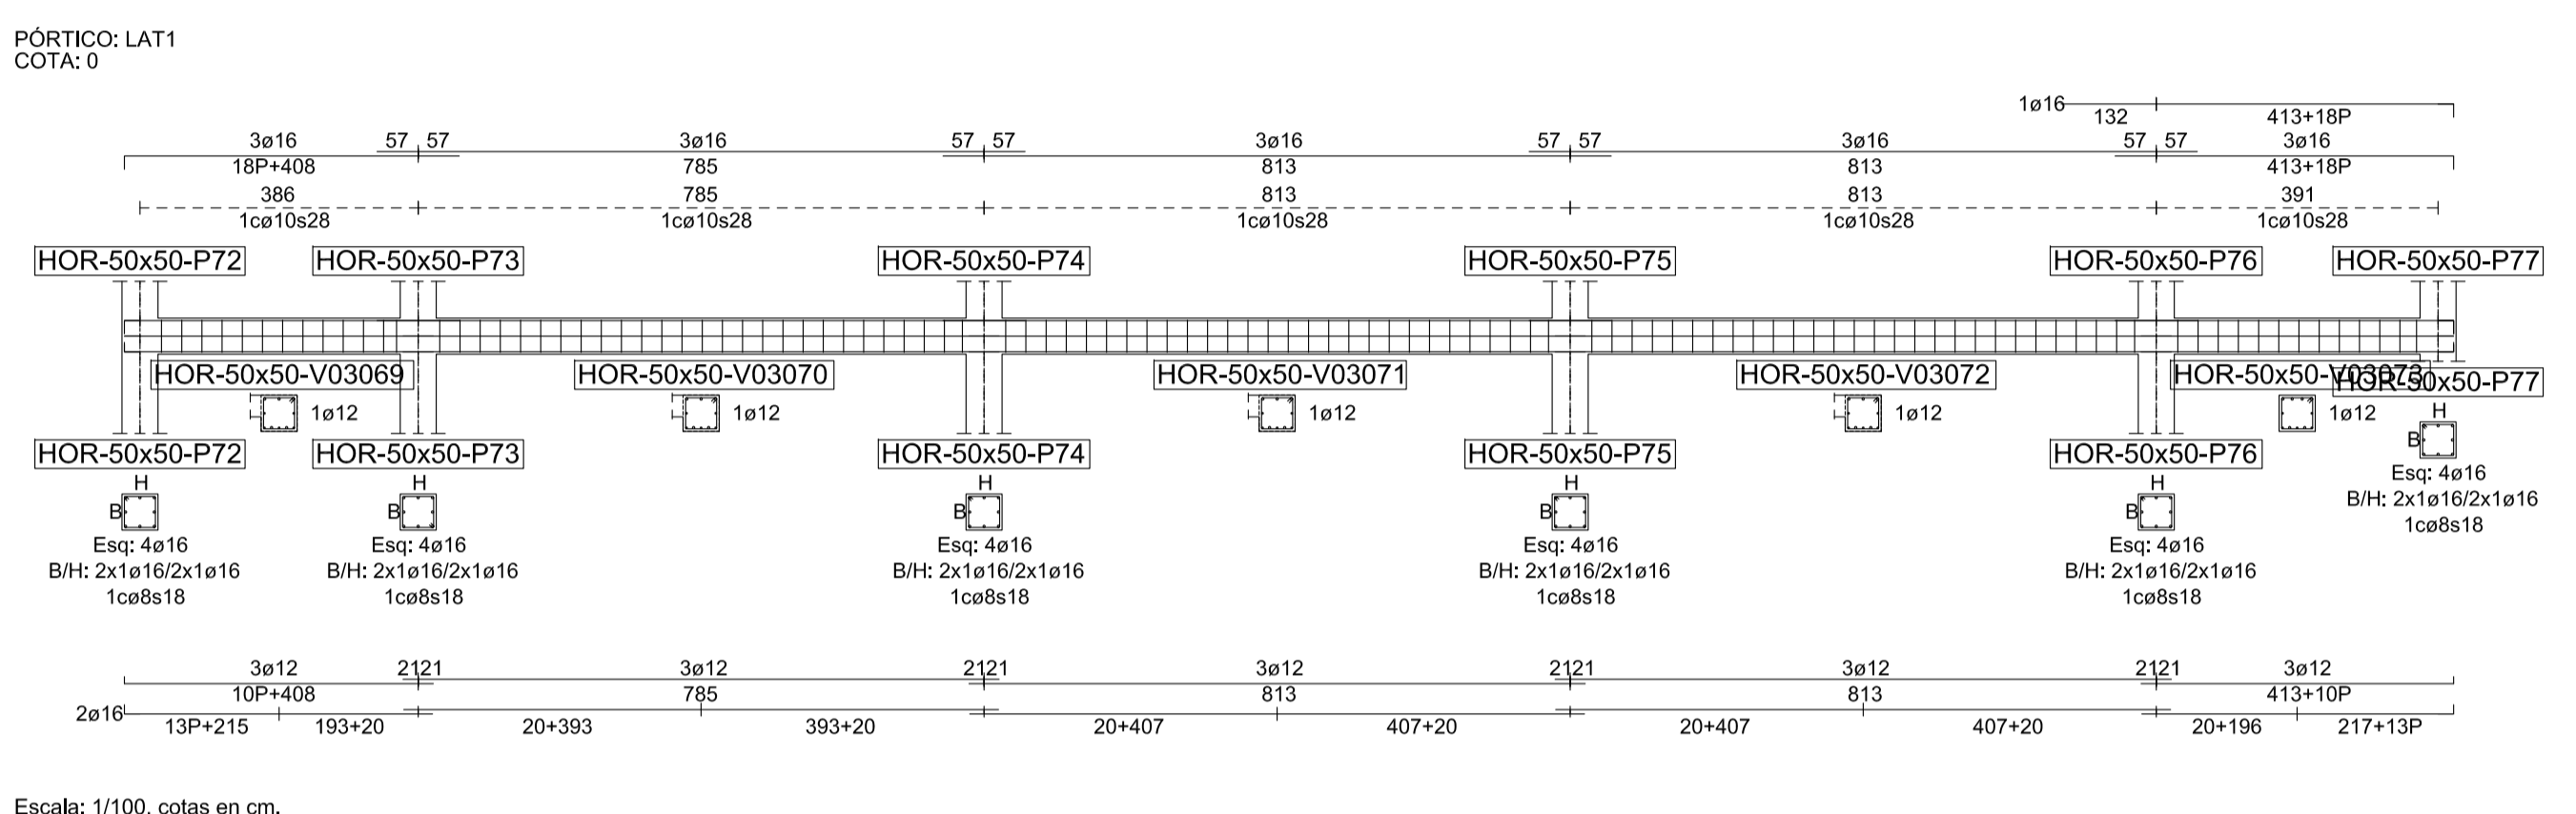 PÓRTICO: LAT1
COTA: 0
1ø16
132 413+18P
3ø16 57 57 3ø16 57 57 3ø16 57 57 3ø16 57 57 3ø16
18P+408 785 813 813 413+18P
386 785 813 813 391
1cø10s28 1cø10s28 1cø10s28 1cø10s28 1cø10s28
HOR-50x50-P72 HOR-50x50-P73 HOR-50x50-P74 HOR-50x50-P75 HOR-50x50-P76 HOR-50x50-P77
HOR-50x50-V03069 HOR-50x50-V03070 HOR-50x50-V03071 HOR-50x50-V03072 HOR-50x50-V03073 HOR-50x50-P77
1ø12 1ø12 1ø12 1ø12 1ø12 H
B
HOR-50x50-P72 HOR-50x50-P73 HOR-50x50-P74 HOR-50x50-P75 HOR-50x50-P76
Esq: 4ø16
H H H H H
B/H: 2x1ø16/2x1ø16
B B B B B
1cø8s18
Esq: 4ø16 Esq: 4ø16 Esq: 4ø16 Esq: 4ø16 Esq: 4ø16
B/H: 2x1ø16/2x1ø16 B/H: 2x1ø16/2x1ø16 B/H: 2x1ø16/2x1ø16 B/H: 2x1ø16/2x1ø16 B/H: 2x1ø16/2x1ø16
1cø8s18 1cø8s18 1cø8s18 1cø8s18 1cø8s18
3ø12 2121 3ø12 2121 3ø12 2121 3ø12 2121 3ø12
10P+408 785 813 813 413+10P
2ø16
13P+215 193+20 20+393 393+20 20+407 407+20 20+407 407+20 20+196 217+13P
Escala: 1/100. cotas en cm.